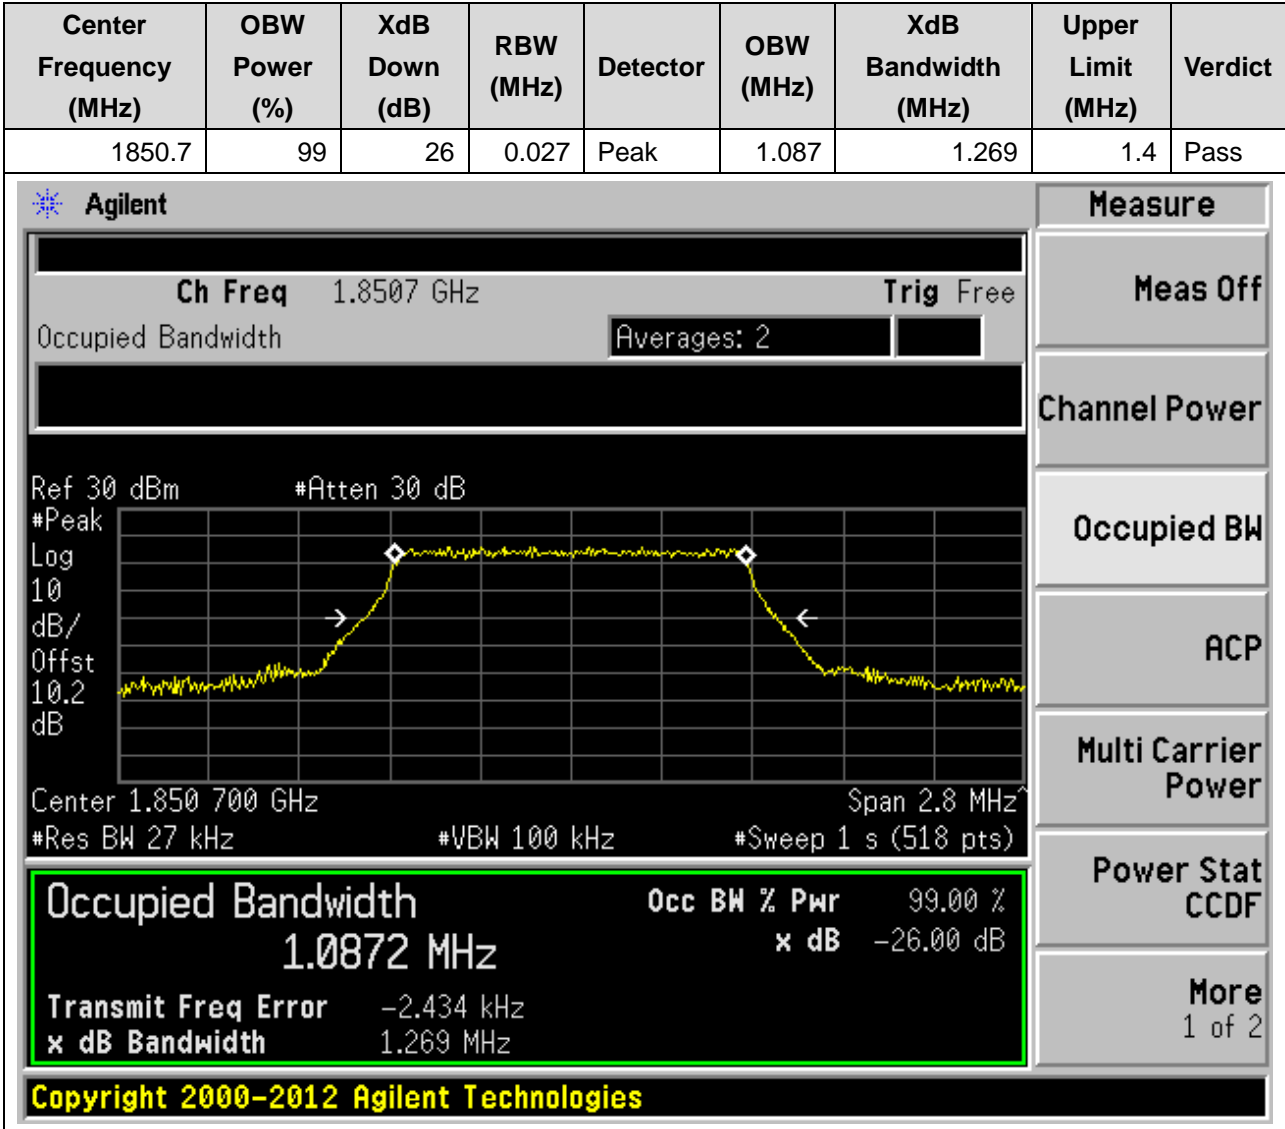 Center Frequency (MHz) OBW Power (%) XdB Down (dB) RBW (MHz) Detector OBW (MHz) XdB Bandwidth (MHz) Upper Limit (MHz) Verdict
1850.7 99 26 0.027 Peak 1.087 1.269 1.4 Pass
Agilent
Measure
Ch Freq 1.8507 GHz Trig Free
Meas Off
Occupied Bandwidth Averages: 2
Channel Power
Ref 30 dBm #Atten 30 dB
#Peak
Log
10
dB/
Offst
10.2
dB
Occupied BW
ACP
Center 1.850 700 GHz Span 2.8 MHz^
#Res BW 27 kHz #VBW 100 kHz #Sweep 1 s (518 pts)
Multi Carrier
Power
Occupied Bandwidth Occ BW % Pwr 99.00 %
1.0872 MHz x dB -26.00 dB
Power Stat
CCDF
Transmit Freq Error -2.434 kHz
x dB Bandwidth 1.269 MHz
More
1 of 2
Copyright 2000-2012 Agilent Technologies